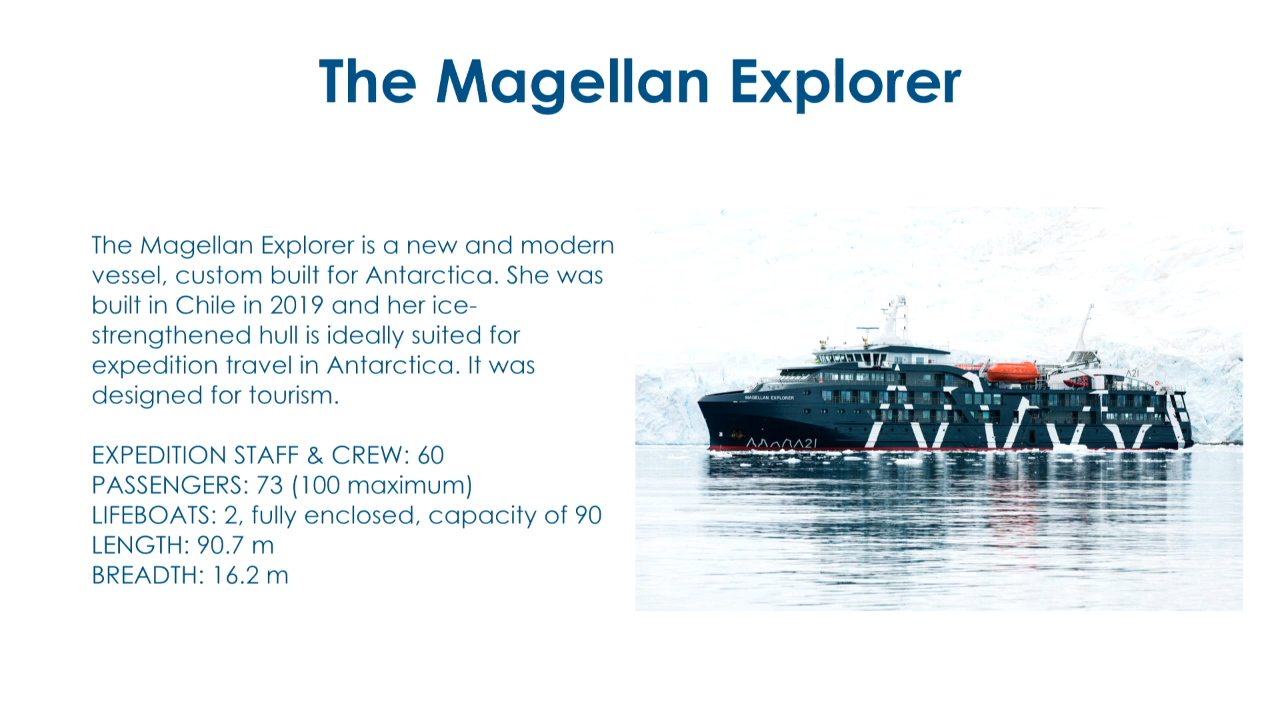 The Magellan Explorer
The Magellan Explorer is a new and modern
vessel, custom built for Antarctica. She was
built in Chile in 2019 and her ice-
strengthened hull is ideally suited for
expedition travel in Antarctica. It was
designed for tourism.
EXPEDITION STAFF & CREW: 60
PASSENGERS: 73 (100 maximum)
LIFEBOATS: 2, fully enclosed, capacity of 90
LENGTH: 90.7 m
BREADTH: 16.2 m
MAGELLAN EXPLORER
A21